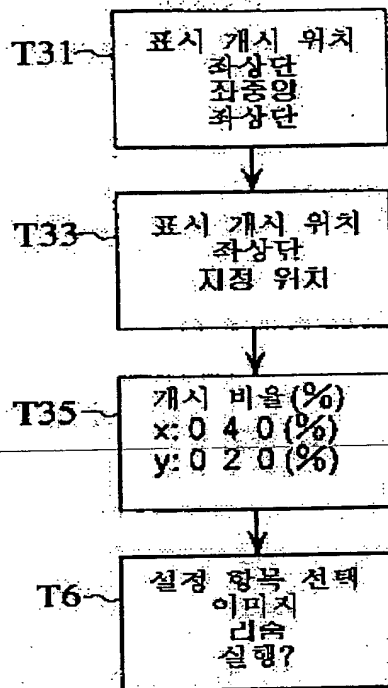 T31
표시 개시 위치
좌상단
좌중앙
좌상단
T33
표시 개시 위치
좌상단
지정 위치
T35
개시 비율(%)
x: 0 4 0 (%)
y: 0 2 0 (%)
T6
설정 항목 선택
이미지
리숨
실행?